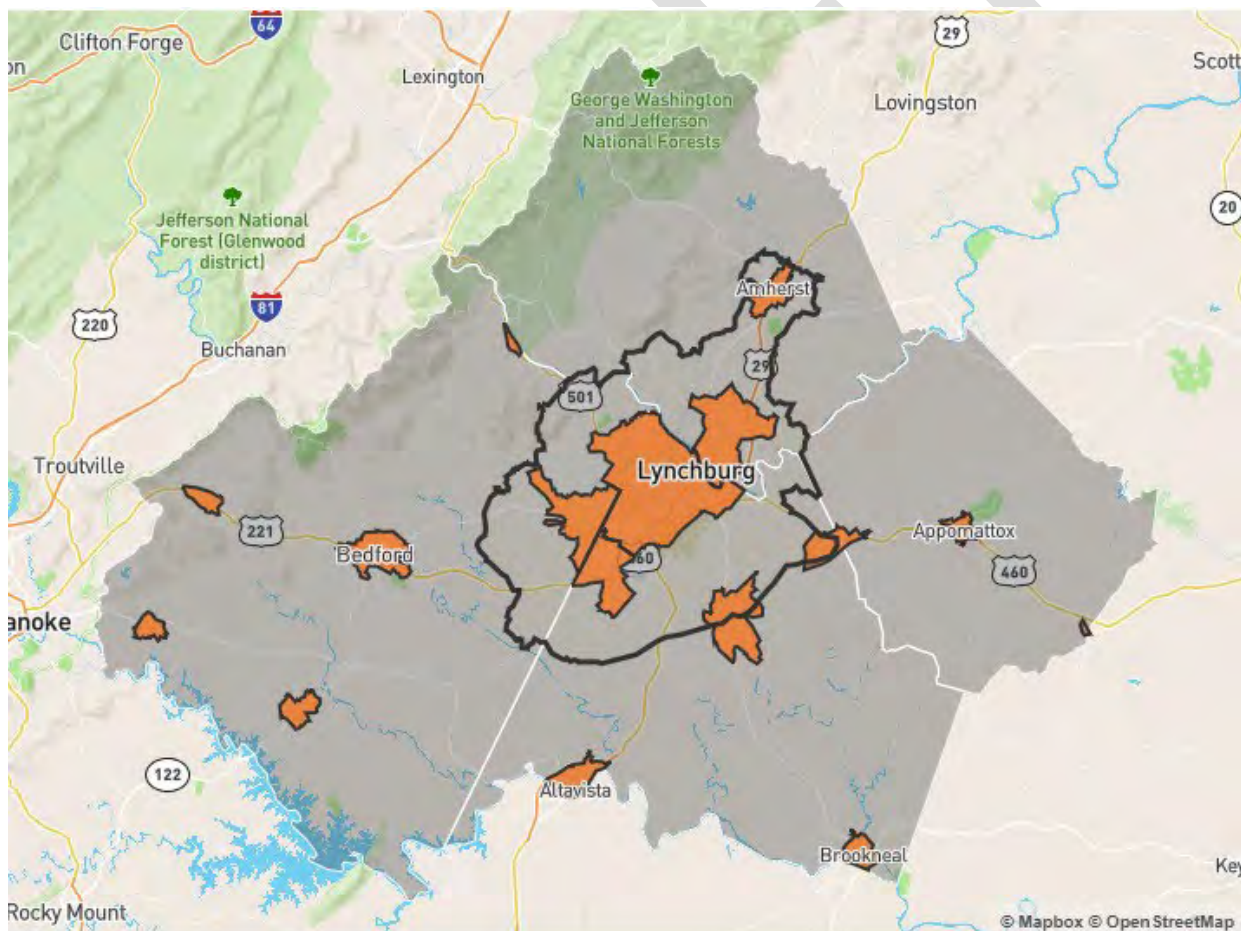 64
Clifton Forge
on
Lexington
George Washington
and Jefferson
National Forests
29
Lovingston
Scott
Jefferson National
Forest (Glenwood
district)
20
81
220
Buchanan
Amherst
29
501
Troutville
Lynchburg
221
Bedford
60
Appomattox
460
anoke
122
Altavista
Brookneal
Key
Rocky Mount
© Mapbox © OpenStreetMap